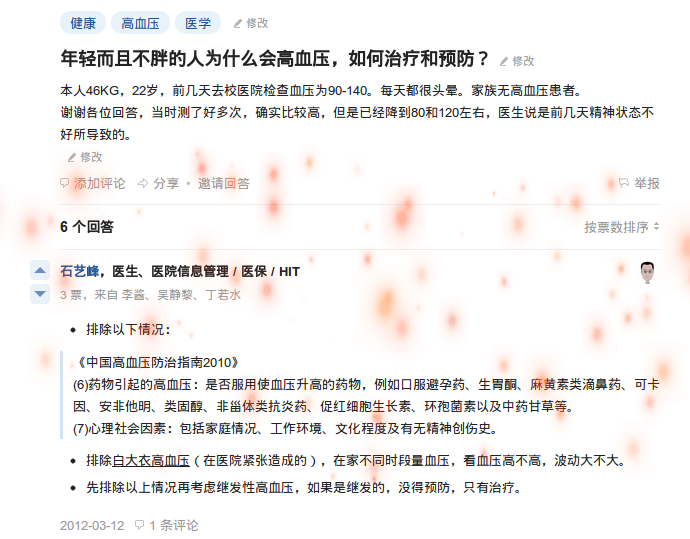 健康 高血压 医学 修改
年轻而且不胖的人为什么会高血压，如何治疗和预防？ 修改
本人46KG，22岁，前几天去校医院检查血压为90-140。每天都很头晕。家族无高血压患者。
谢谢各位回答，当时测了好多次，确实比较高，但是已经降到80和120左右，医生说是前几天精神状态不
好所导致的。
修改
添加评论 分享 • 邀请回答 举报
6 个回答 按票数排序
石艺峰，医生、医院信息管理 / 医保 / HIT
3 票，来自 李酱、吴静黎、丁若水
• 排除以下情况：
《中国高血压防治指南2010》
(6)药物引起的高血压：是否服用使血压升高的药物，例如口服避孕药、生胃酮、麻黄素类滴鼻药、可卡
因、安非他明、类固醇、非甾体类抗炎药、促红细胞生长素、环孢菌素以及中药甘草等。
(7)心理社会因素：包括家庭情况、工作环境、文化程度及有无精神创伤史。
• 排除白大衣高血压（在医院紧张造成的），在家不同时段量血压，看血压高不高，波动大不大。
• 先排除以上情况再考虑继发性高血压，如果是继发的，没得预防，只有治疗。
2012-03-12 1 条评论